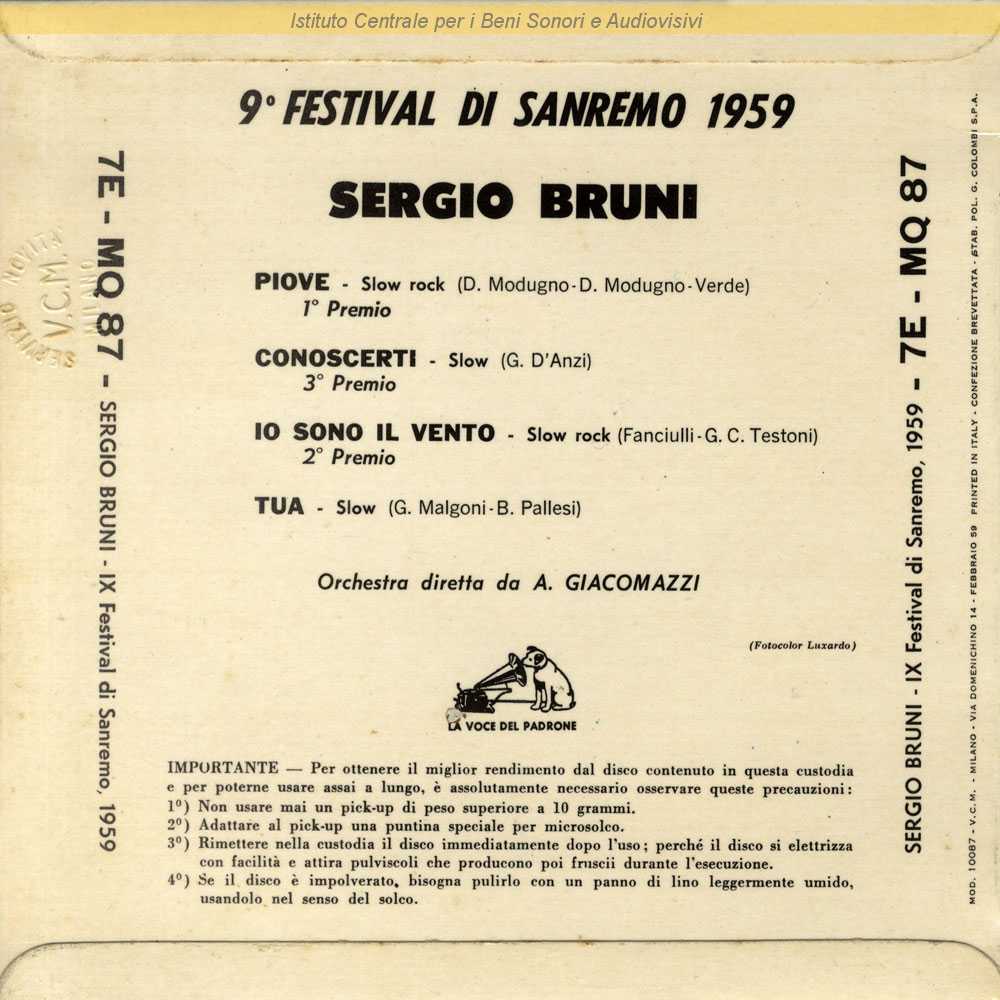 Istituto Centrale per i Beni Sonori e Audiovisivi
9° FESTIVAL DI SANREMO 1959
SERGIO BRUNI
PIOVE - Slow rock (D. Modugno-D. Modugno-Verde)
1° Premio
CONOSCERTI - Slow (G. D'Anzi)
3° Premio
IO SONO IL VENTO - Slow rock (Fanciulli-G. C. Testoni)
2° Premio
TUA - Slow (G. Malgoni-B. Pallesi)
Orchestra diretta da A. GIACOMAZZI
(Fotocolor Luxardo)
LA VOCE DEL PADRONE
IMPORTANTE — Per ottenere il miglior rendimento dal disco contenuto in questa custodia
e per poterne usare assai a lungo, è assolutamente necessario osservare queste precauzioni:
1°) Non usare mai un pick-up di peso superiore a 10 grammi.
2°) Adattare al pick-up una puntina speciale per microsolco.
3°) Rimettere nella custodia il disco immediatamente dopo l'uso; perché il disco si elettrizza
con facilità e attira pulviscoli che producono poi fruscii durante l'esecuzione.
4°) Se il disco è impolverato, bisogna pulirlo con un panno di lino leggermente umido,
usandolo nel senso del solco.
7E - MQ 87 - SERGIO BRUNI - IX Festival di Sanremo, 1959
SERGIO BRUNI - IX Festival di Sanremo, 1959 - 7E - MQ 87
MOD. 10087 - V.C.M. - MILANO - VIA DOMENICHINO 14 - FEBBRAIO 59 PRINTED IN ITALY - CONFEZIONE BREVETTATA - STAB. POL. G. COLOMBI S.P.A.
SERVIZIO NOVITA
V.C.M.